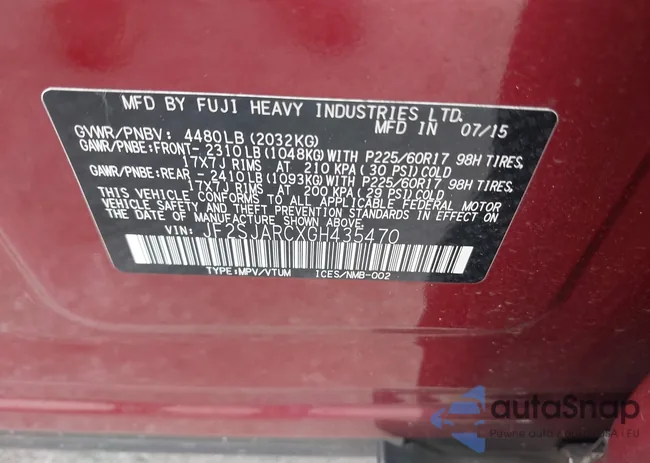 MFD BY FUJI HEAVY INDUSTRIES LTD.
MFD IN 07/15
GVWR/PNBV: 4480LB(2032KG)
GAWR/PNBE:FRONT- 2310LB(1048KG)WITH P225/60R17 98H TIRES,
17X7J RIMS AT 210 KPA(30 PSI)COLD
GAWR/PNBE:REAR - 2410LB(1093KG)WITH P225/60R17 98H TIRES,
17X7J RIMS AT 200 KPA(29 PSI)COLD
THIS VEHICLE CONFORMS TO ALL APPLICABLE FEDERAL MOTOR
VEHICLE SAFETY STANDARDS IN EFFECT ON THE DATE OF
MANUFACTURE SHOWN ABOVE.
VIN: JF2SJARCXGH435470
TYPE:MPV/VTUM ICES/NMB-002
autoSnap
Pewne auta z USA - EU